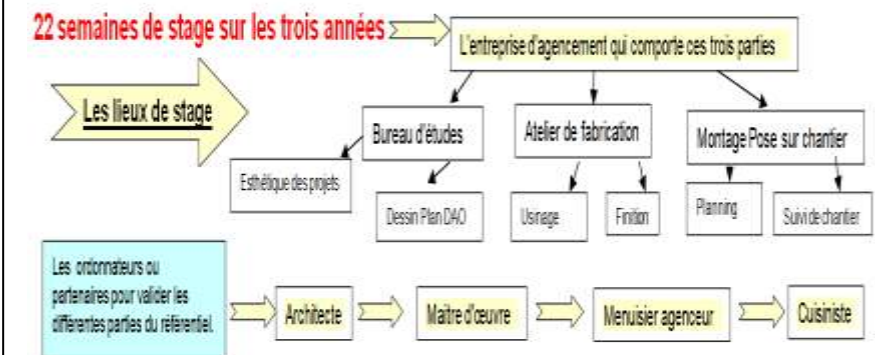 22 semaines de stage sur les trois années
L'entreprise d'agencement qui comporte ces trois parties
Les lieux de stage
Bureau d'études
Atelier de fabrication
Montage Pose sur chantier
Esthétique des projets
Dessin Plan DAO
Usinage
Finition
Planning
Suivi de chantier
Les ordonnateurs ou
partenaires pour valider les
différentes parties du référentiel.
Architecte
Maître d'œuvre
Menuisier agenceur
Cuisiniste